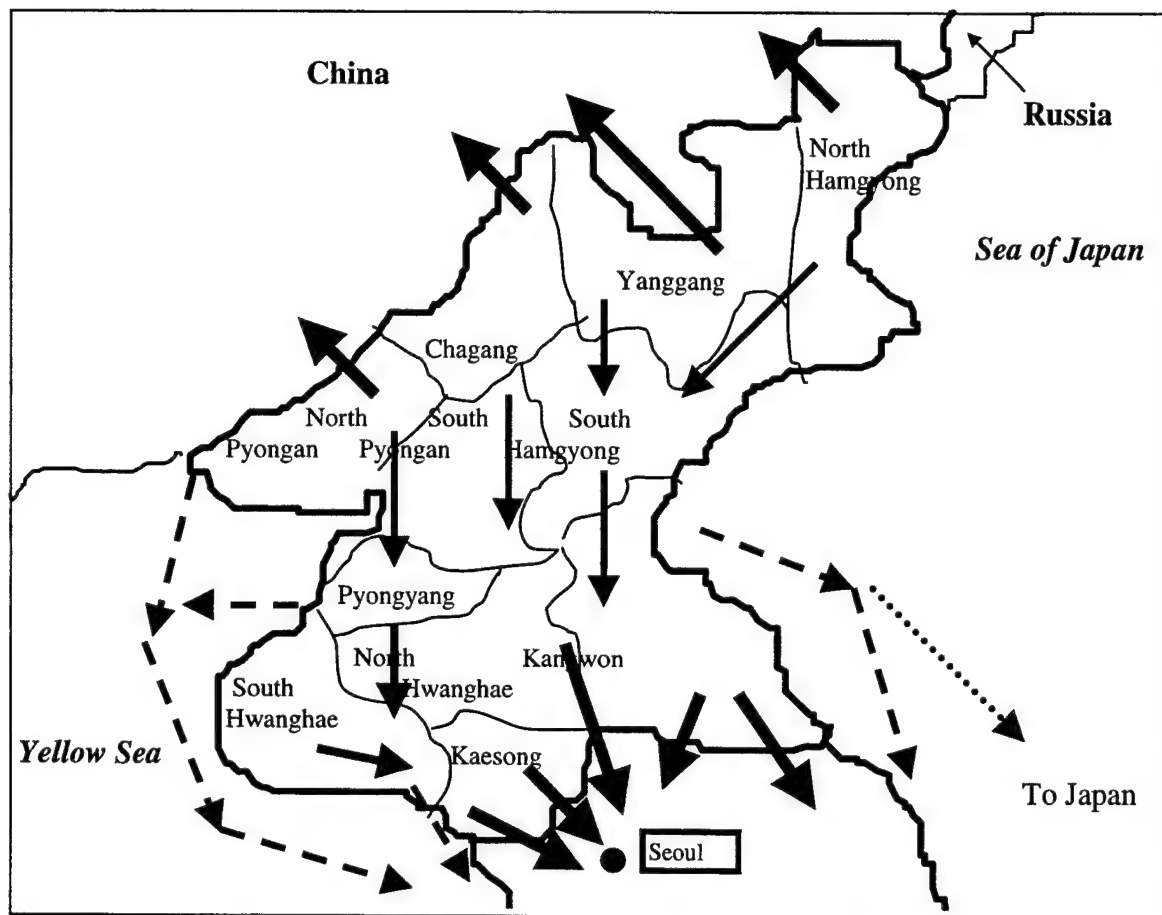 China
Russia
North
Hamgyong
Sea of Japan
Yanggang
Chagang
North
Pyongan
South
Pyongan
South
Hamgyong
Pyongyang
North
Hwanghae
Kangwon
South
Hwanghae
Yellow Sea
Kaesong
To Japan
Seoul